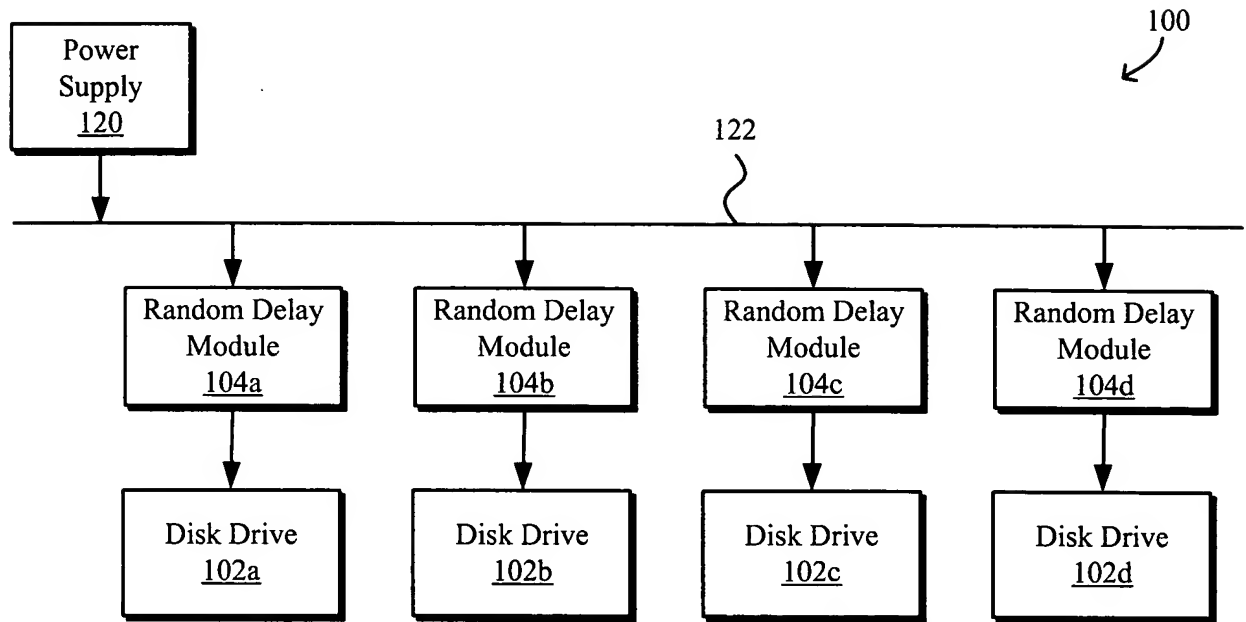 Power
Supply
120
100
122
Random Delay
Module
104a
Random Delay
Module
104b
Random Delay
Module
104c
Random Delay
Module
104d
Disk Drive
102a
Disk Drive
102b
Disk Drive
102c
Disk Drive
102d